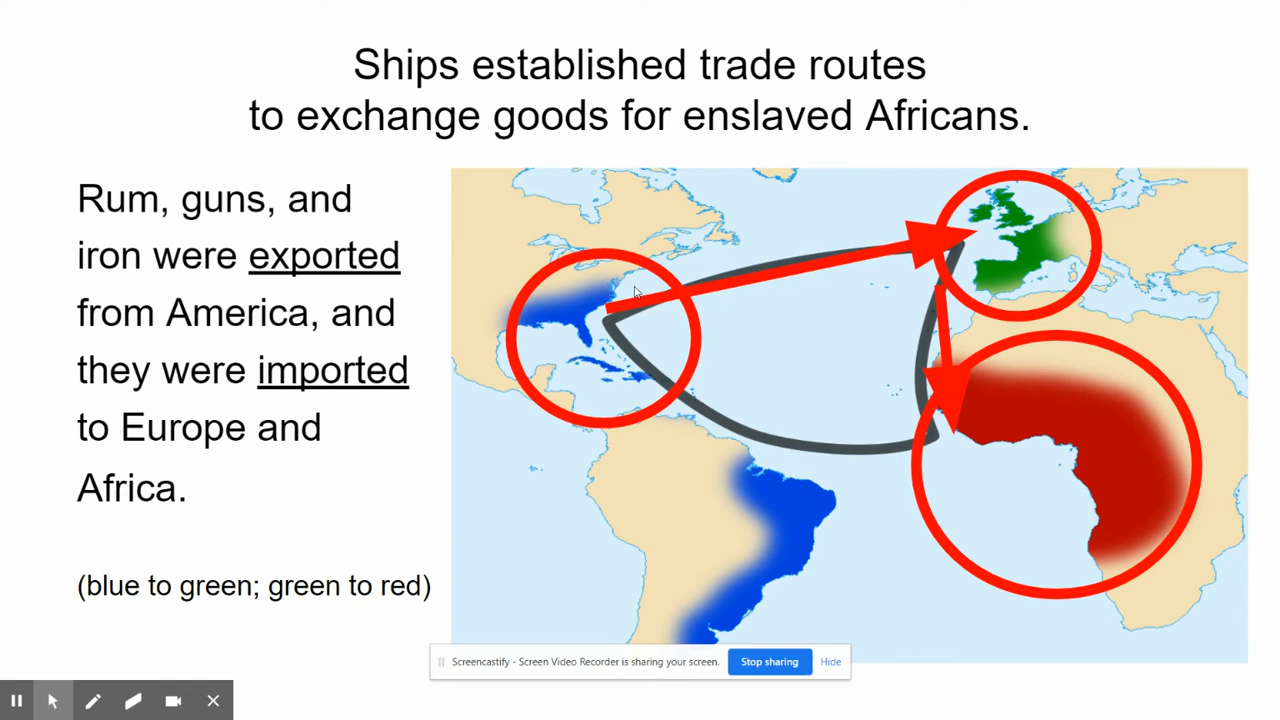 Ships established trade routes
to exchange goods for enslaved Africans.
Rum, guns, and
iron were exported
from America, and
they were imported
to Europe and
Africa.
(blue to green; green to red)
Screencastify - Screen Video Recorder is sharing your screen.
Stop sharing
Hide